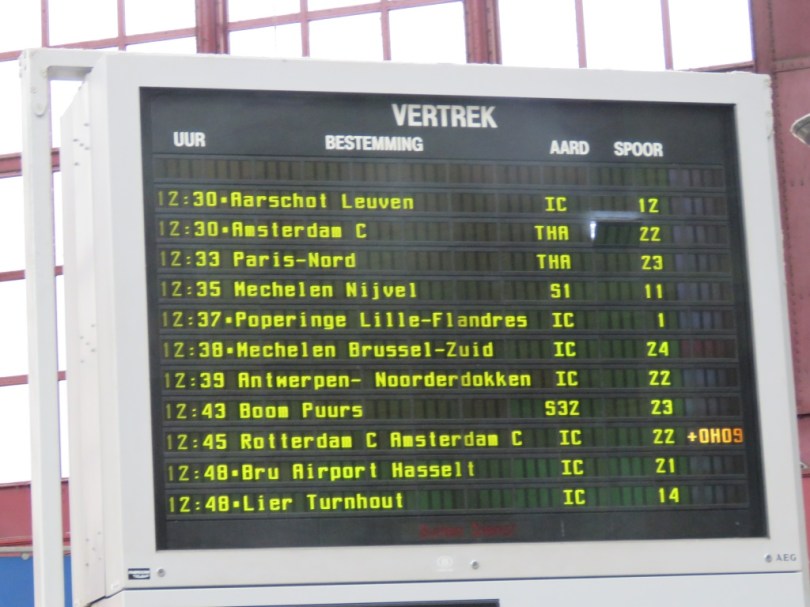 VERTREK
UUR BESTEMMING AARD SPOOR
12:30 Aarschot Leuven IC 12
12:30 Amsterdam C THA 22
12:33 Paris-Nord THA 23
12:35 Mechelen Nijvel S1 11
12:37 Poperinge Lille-Flandres IC 1
12:38 Mechelen Brussel-Zuid IC 24
12:39 Antwerpen- Noorderdokken IC 22
12:43 Boom Puurs S32 23
12:45 Rotterdam C Amsterdam C IC 22 +0H09
12:48 Bru Airport Hasselt IC 21
12:48 Lier Turnhout IC 14
AEG